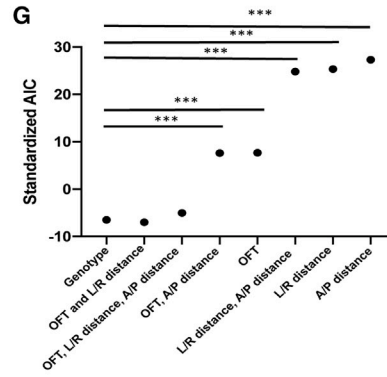 G
***
***
***
***
***
Standardized AIC
30
20
10
0
-10
Genotype
OFT and L/R distance
OFT, L/R distance, A/P distance
OFT, A/P distance
OFT
L/R distance, A/P distance
L/R distance
A/P distance